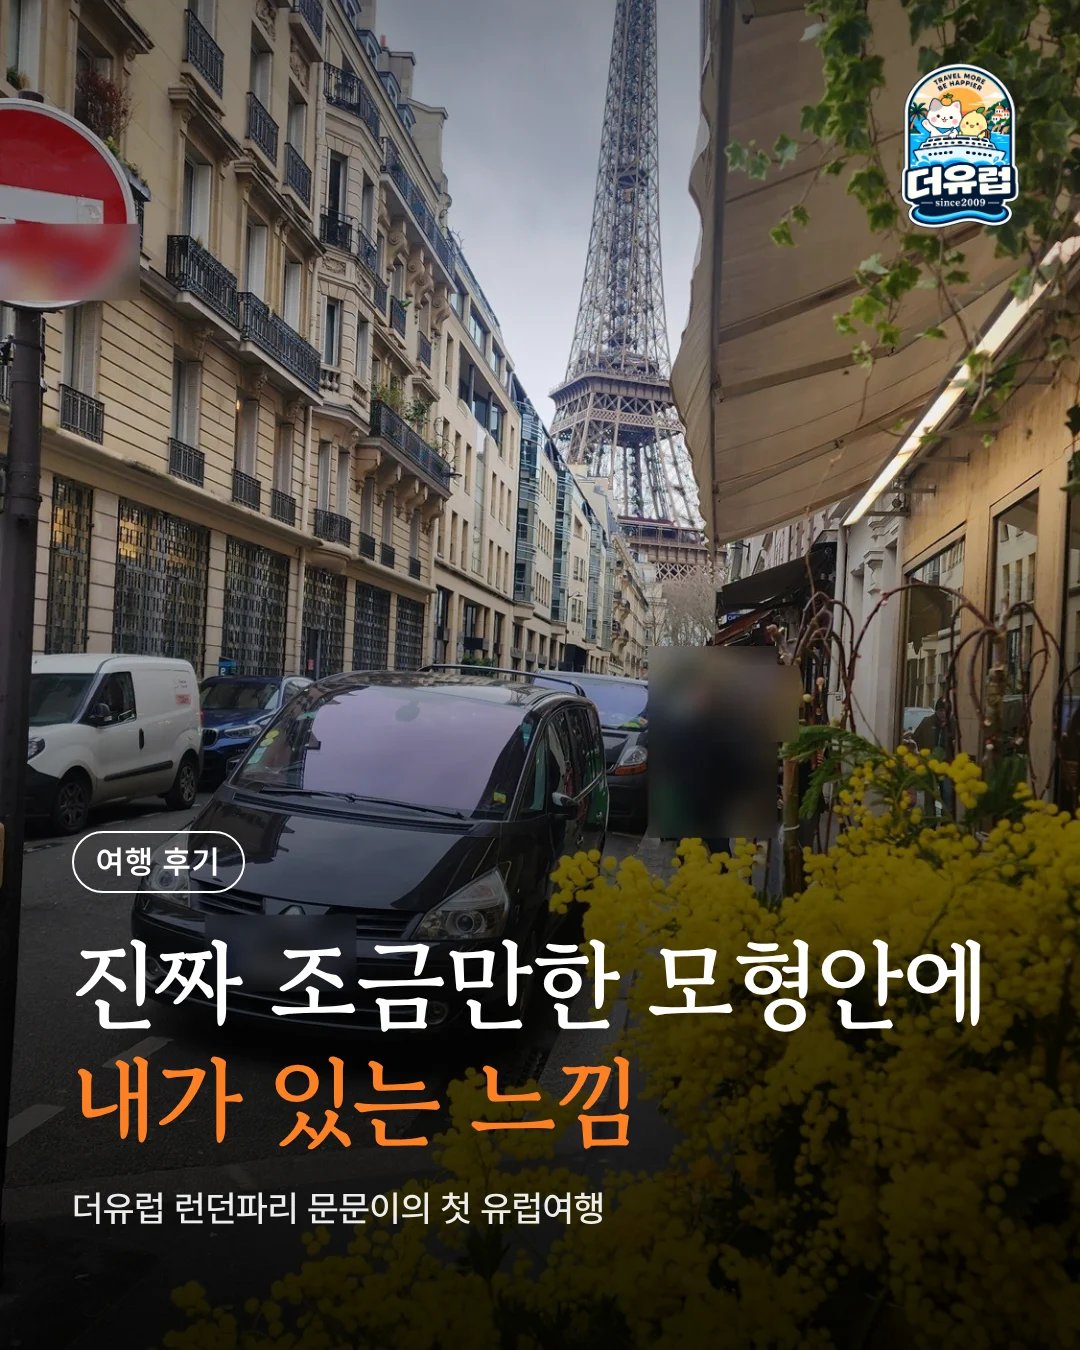 TRAVEL MORE
BE HAPPIER
더유럽
since2009
여행 후기
진짜 조금만한 모형안에
내가 있는 느낌
더유럽 런던파리 문문이의 첫 유럽여행